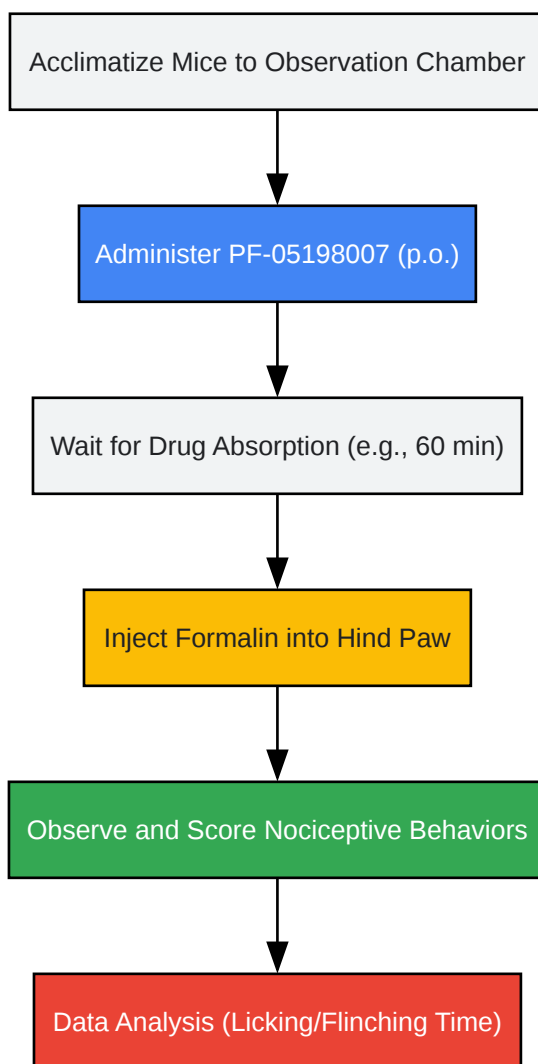 Acclimatize Mice to Observation Chamber
Administer PF-05198007 (p.o.)
Wait for Drug Absorption (e.g., 60 min)
Inject Formalin into Hind Paw
Observe and Score Nociceptive Behaviors
Data Analysis (Licking/Flinching Time)